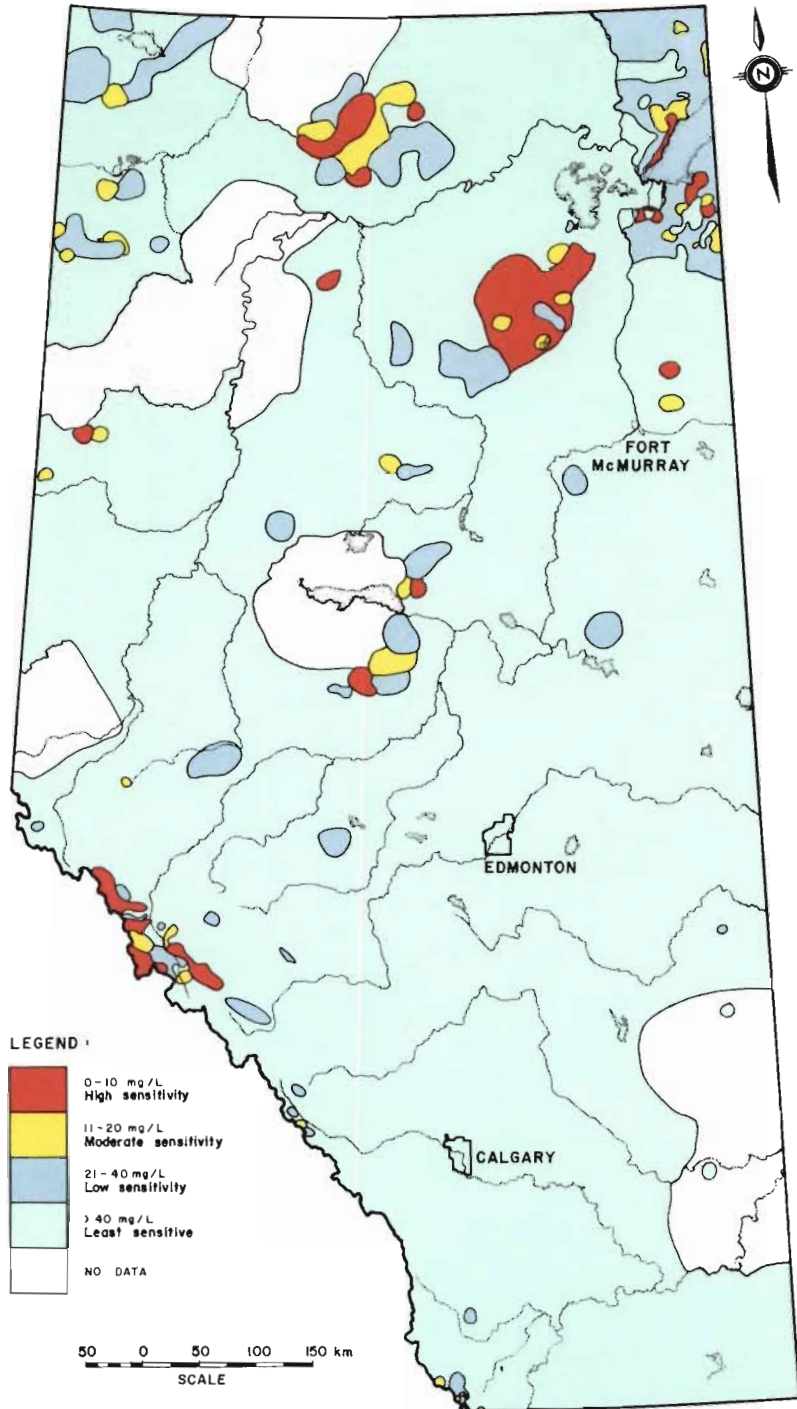 N
FORT
McMURRAY
EDMONTON
LEGEND :
0-10 mg/L
High sensitivity
11-20 mg/L
Moderate sensitivity
21-40 mg/L
Low sensitivity
>40 mg/L
Least sensitive
NO DATA
CALGARY
50 0 50 100 150 km
SCALE